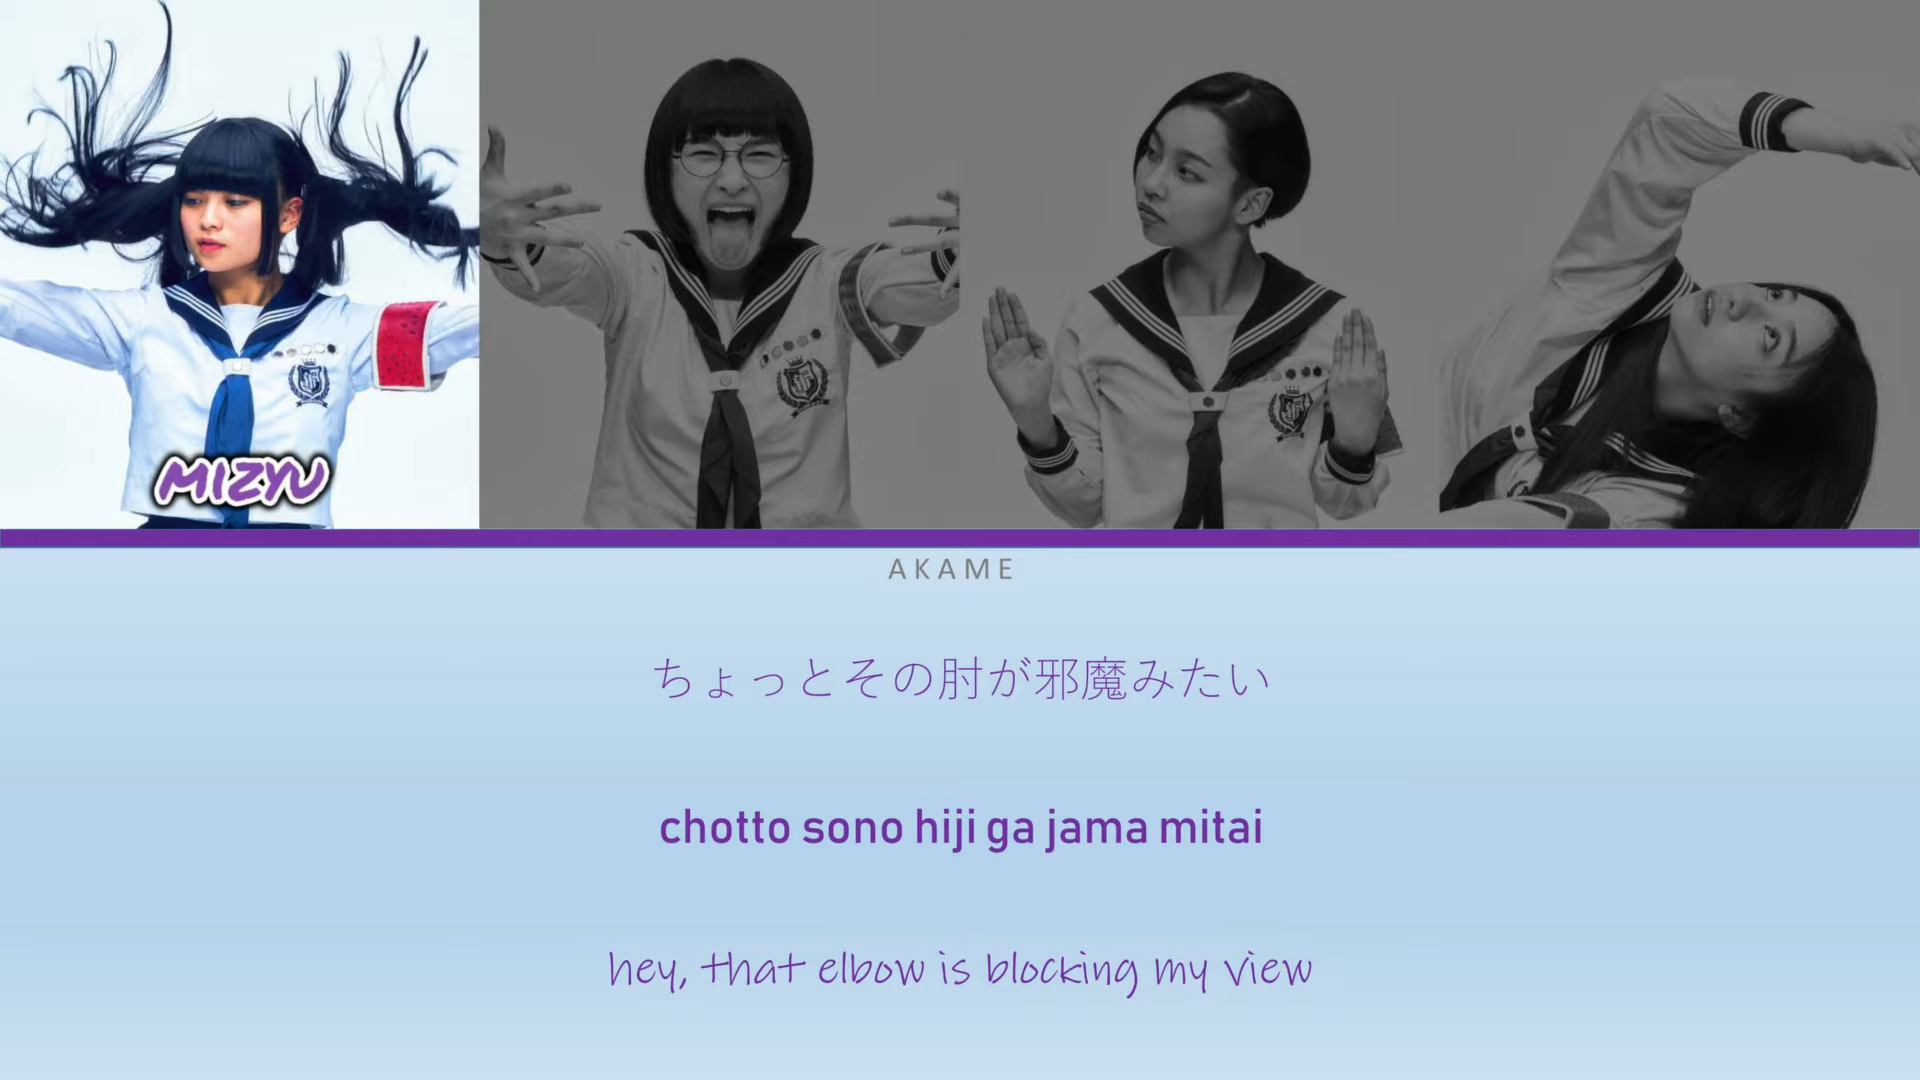 MIZYU
AKAME
ちょっとその肘が邪魔みたい
chotto sono hiji ga jama mitai
hey, that elbow is blocking my view